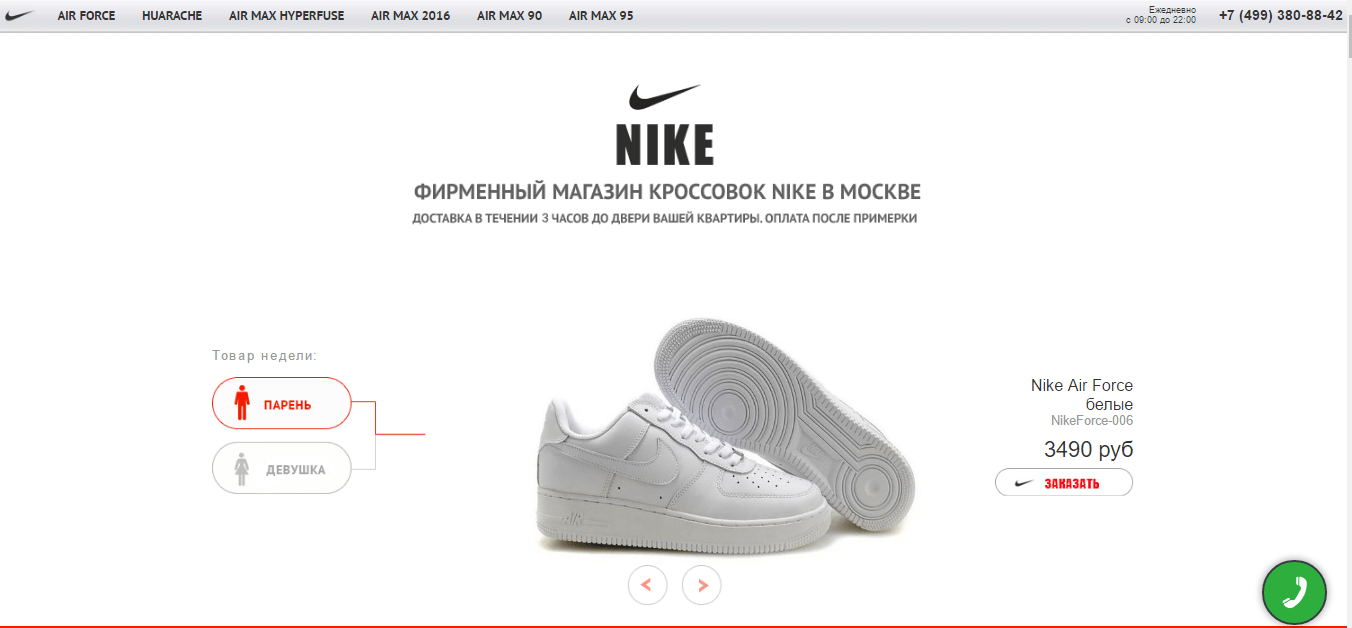 AIR FORCE
HUARACHE
AIR MAX HYPERFUSE
AIR MAX 2016
AIR MAX 90
AIR MAX 95
Ежедневно
с 09:00 до 22:00
+7 (499) 380-88-42
NIKE
ФИРМЕННЫЙ МАГАЗИН КРОССОВОК NIKE В МОСКВЕ
ДОСТАВКА В ТЕЧЕНИИ 3 ЧАСОВ ДО ДВЕРИ ВАШЕЙ КВАРТИРЫ. ОПЛАТА ПОСЛЕ ПРИМЕРКИ
Товар недели:
ПАРЕНЬ
ДЕВУШКА
AIR
Nike Air Force
белые
NikeForce-006
3490 руб
ЗАКАЗАТЬ
< >